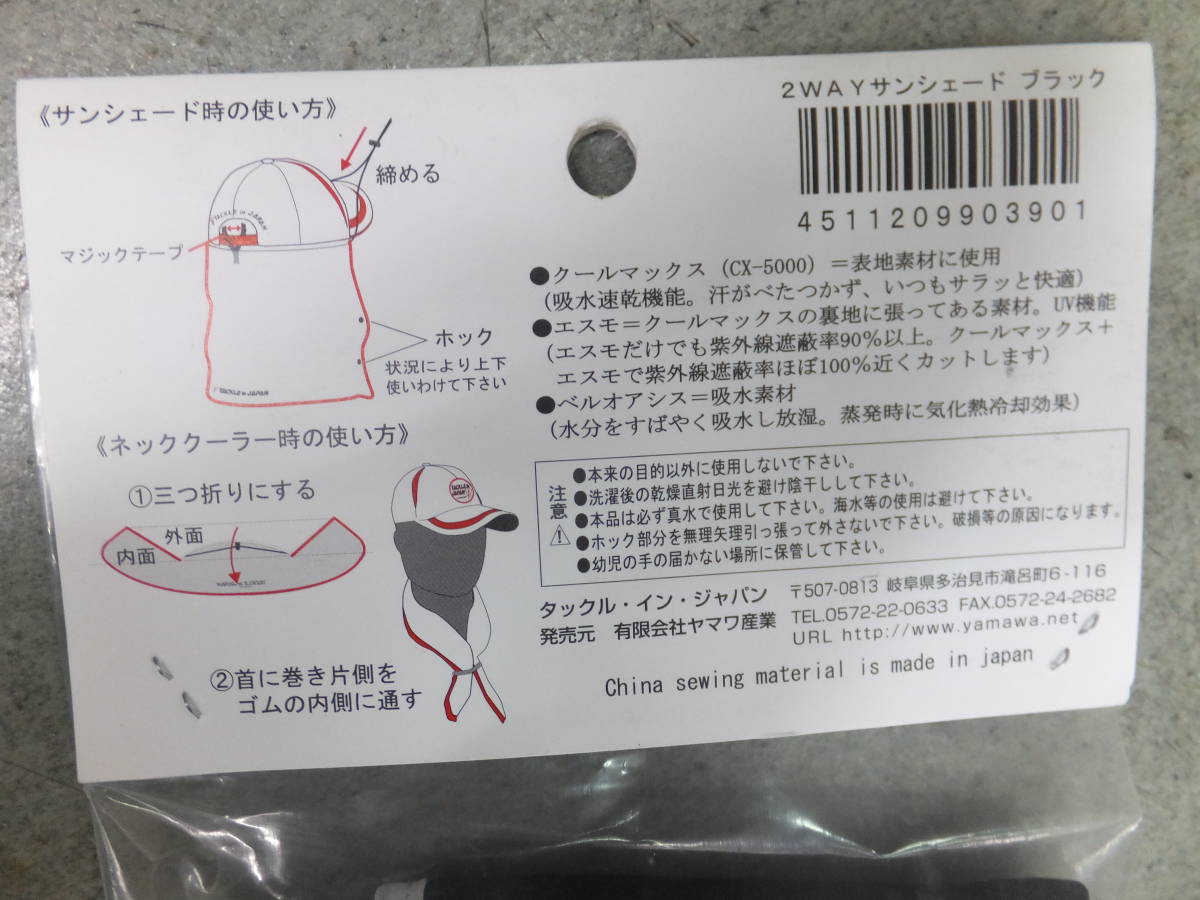 《サンシェード時の使い方》
締める
TACKLE in JAPAN
マジックテープ
ホック
状況により上下
使いわけて下さい
TACKLE in JAPAN
《ネッククーラー時の使い方》
①三つ折りにする
外面
内面
TACKLE in JAPAN
②首に巻き片側を
ゴムの内側に通す
2WAYサンシェード ブラック
4511209903901
●クールマックス（CX-5000）＝表地素材に使用
（吸水速乾機能。汗がべたつかず、いつもサラッと快適）
●エスモ＝クールマックスの裏地に張ってある素材。UV機能
（エスモだけでも紫外線遮蔽率90％以上。クールマックス＋
エスモで紫外線遮蔽率ほぼ100％近くカットします）
●ベルオアシス＝吸水素材
（水分をすばやく吸水し放湿。蒸発時に気化熱冷却効果）
注意
●本来の目的以外に使用しないで下さい。
●洗濯後の乾燥直射日光を避け陰干しして下さい。
●本品は必ず真水で使用して下さい。海水等の使用は避けて下さい。
●ホック部分を無理矢理引っ張って外さないで下さい。破損等の原因になります。
●幼児の手の届かない場所に保管して下さい。
タックル・イン・ジャパン
発売元 有限会社ヤマワ産業
〒507-0813 岐阜県多治見市滝呂町6-116
TEL.0572-22-0633 FAX.0572-24-2682
URL http://www.yamawa.net
China sewing material is made in japan